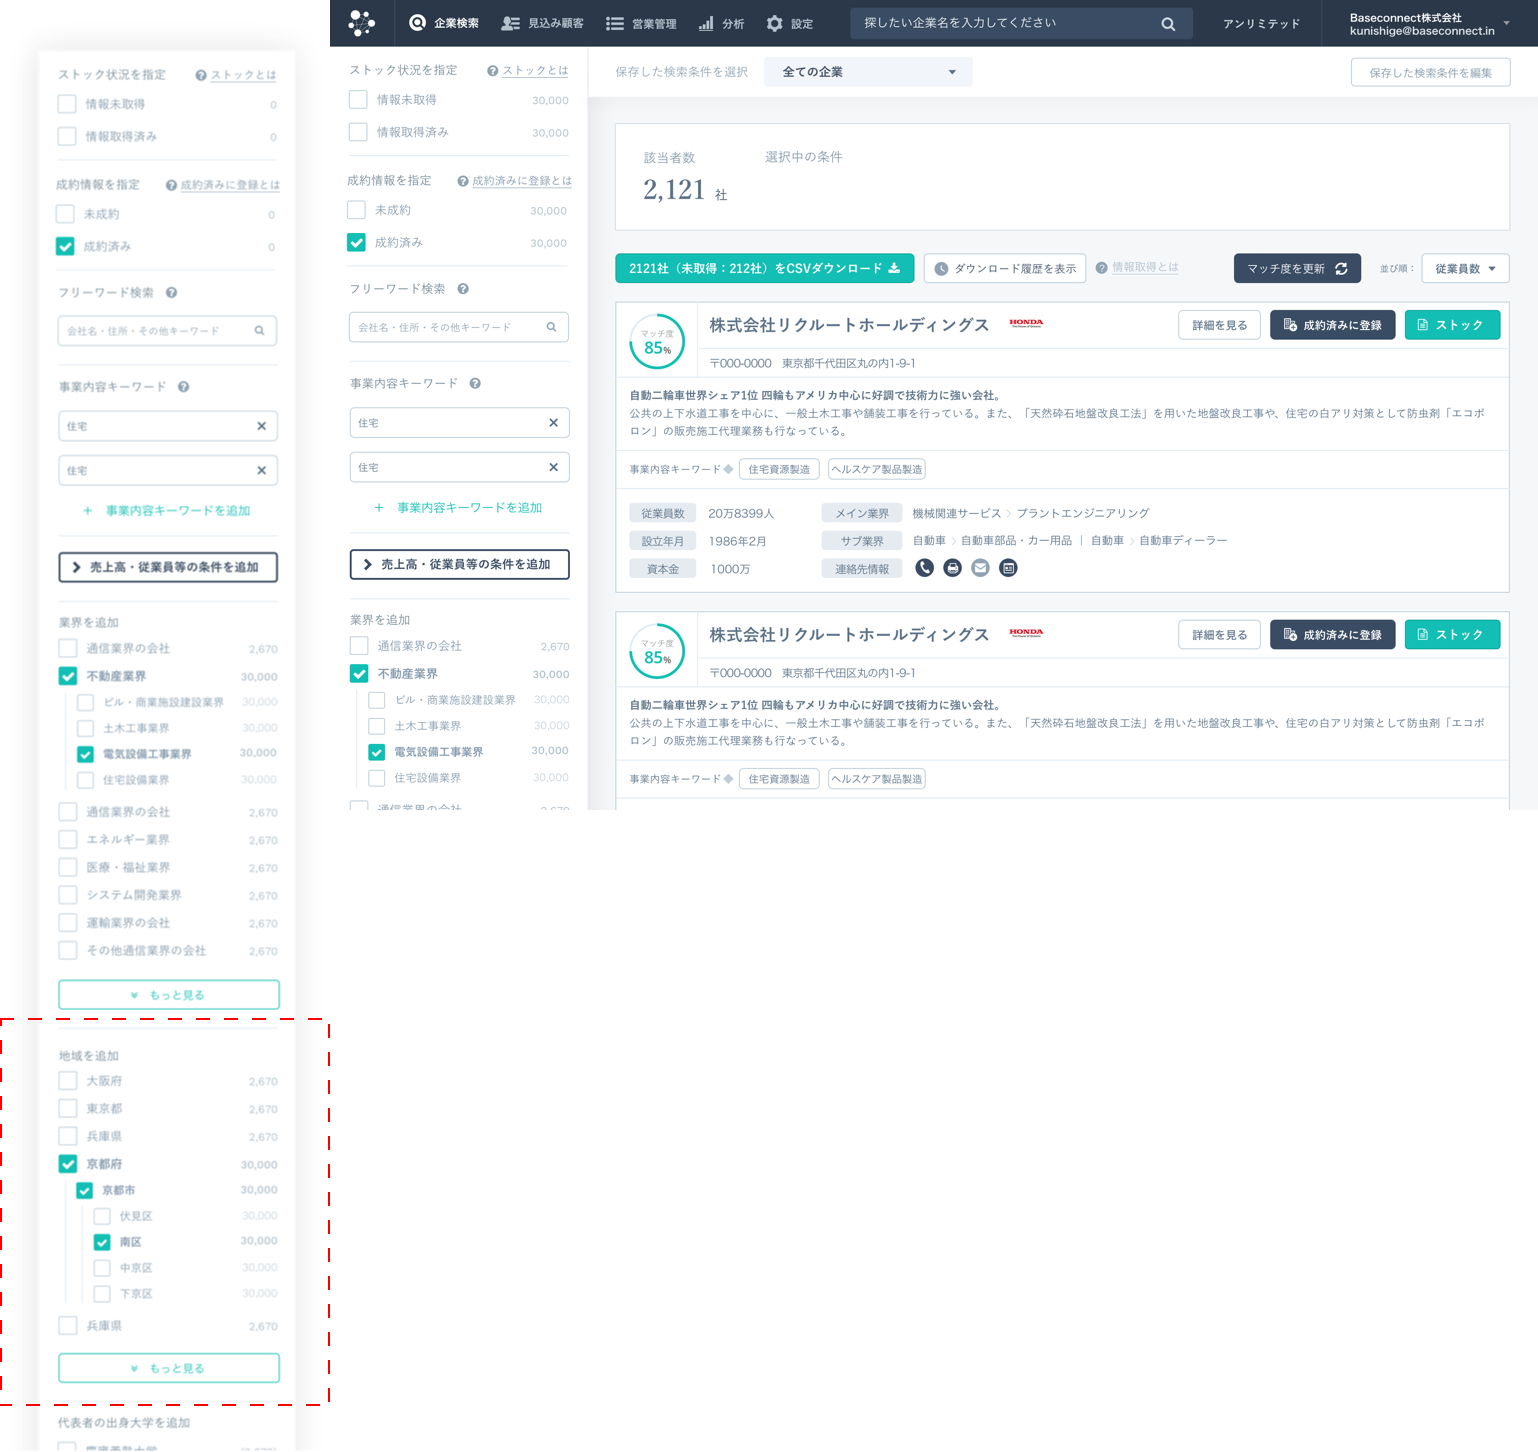 ストック状況を指定
ストックとは
情報未取得
0
情報取得済み
0
成約情報を指定
成約済みに登録とは
未成約
0
成約済み
0
フリーワード検索
会社名・住所・その他キーワード
事業内容キーワード
住宅
住宅
+ 事業内容キーワードを追加
売上高・従業員等の条件を追加
業界を追加
通信業界の会社
2,670
不動産業界
30,000
ビル・商業施設建設業界
30,000
土木工事業界
30,000
電気設備工事業界
30,000
住宅設備業界
30,000
通信業界の会社
2,670
エネルギー業界
2,670
医療・福祉業界
2,670
システム開発業界
2,670
運輸業界の会社
2,670
その他通信業界の会社
2,670
もっと見る
地域を追加
大阪府
2,670
東京都
2,670
兵庫県
2,670
京都府
30,000
京都市
30,000
伏見区
30,000
南区
30,000
中京区
30,000
下京区
30,000
兵庫県
2,670
もっと見る
代表者の出身大学を追加
企業検索
見込み顧客
営業管理
分析
設定
探したい企業名を入力してください
アンリミテッド
Baseconnect株式会社
kunishige@baseconnect.in
ストック状況を指定
ストックとは
情報未取得
30,000
情報取得済み
30,000
成約情報を指定
成約済みに登録とは
未成約
30,000
成約済み
30,000
フリーワード検索
会社名・住所・その他キーワード
事業内容キーワード
住宅
住宅
+ 事業内容キーワードを追加
売上高・従業員等の条件を追加
業界を追加
通信業界の会社
2,670
不動産業界
30,000
ビル・商業施設建設業界
30,000
土木工事業界
30,000
電気設備工事業界
30,000
住宅設備業界
30,000
通信業界の会社
2,670
保存した検索条件を選択
全ての企業
保存した検索条件を編集
該当者数
選択中の条件
2,121 社
2121社（未取得：212社）をCSVダウンロード
ダウンロード履歴を表示
情報取得とは
マッチ度を更新
並び順：
従業員数
マッチ度
85%
株式会社リクルートホールディングス
HONDA
詳細を見る
成約済みに登録
ストック
〒000-0000 東京都千代田区丸の内1-9-1
自動二輪車世界シェア1位 四輪もアメリカ中心に好調で技術力に強い会社。
公共の上下水道工事を中心に、一般土木工事や舗装工事を行っている。また、「天然砕石地盤改良工法」を用いた地盤改良工事や、住宅の白アリ対策として防虫剤「エコボ
ロン」の販売施工代理業務も行なっている。
事業内容キーワード
住宅資源製造
ヘルスケア製品製造
従業員数
20万8399人
メイン業界
機械関連サービス 〉 プラントエンジニアリング
設立年月
1986年2月
サブ業界
自動車 〉 自動車部品・カー用品 | 自動車 〉 自動車ディーラー
資本金
1000万
連絡先情報
マッチ度
85%
株式会社リクルートホールディングス
HONDA
詳細を見る
成約済みに登録
ストック
〒000-0000 東京都千代田区丸の内1-9-1
自動二輪車世界シェア1位 四輪もアメリカ中心に好調で技術力に強い会社。
公共の上下水道工事を中心に、一般土木工事や舗装工事を行っている。また、「天然砕石地盤改良工法」を用いた地盤改良工事や、住宅の白アリ対策として防虫剤「エコボ
ロン」の販売施工代理業務も行なっている。
事業内容キーワード
住宅資源製造
ヘルスケア製品製造